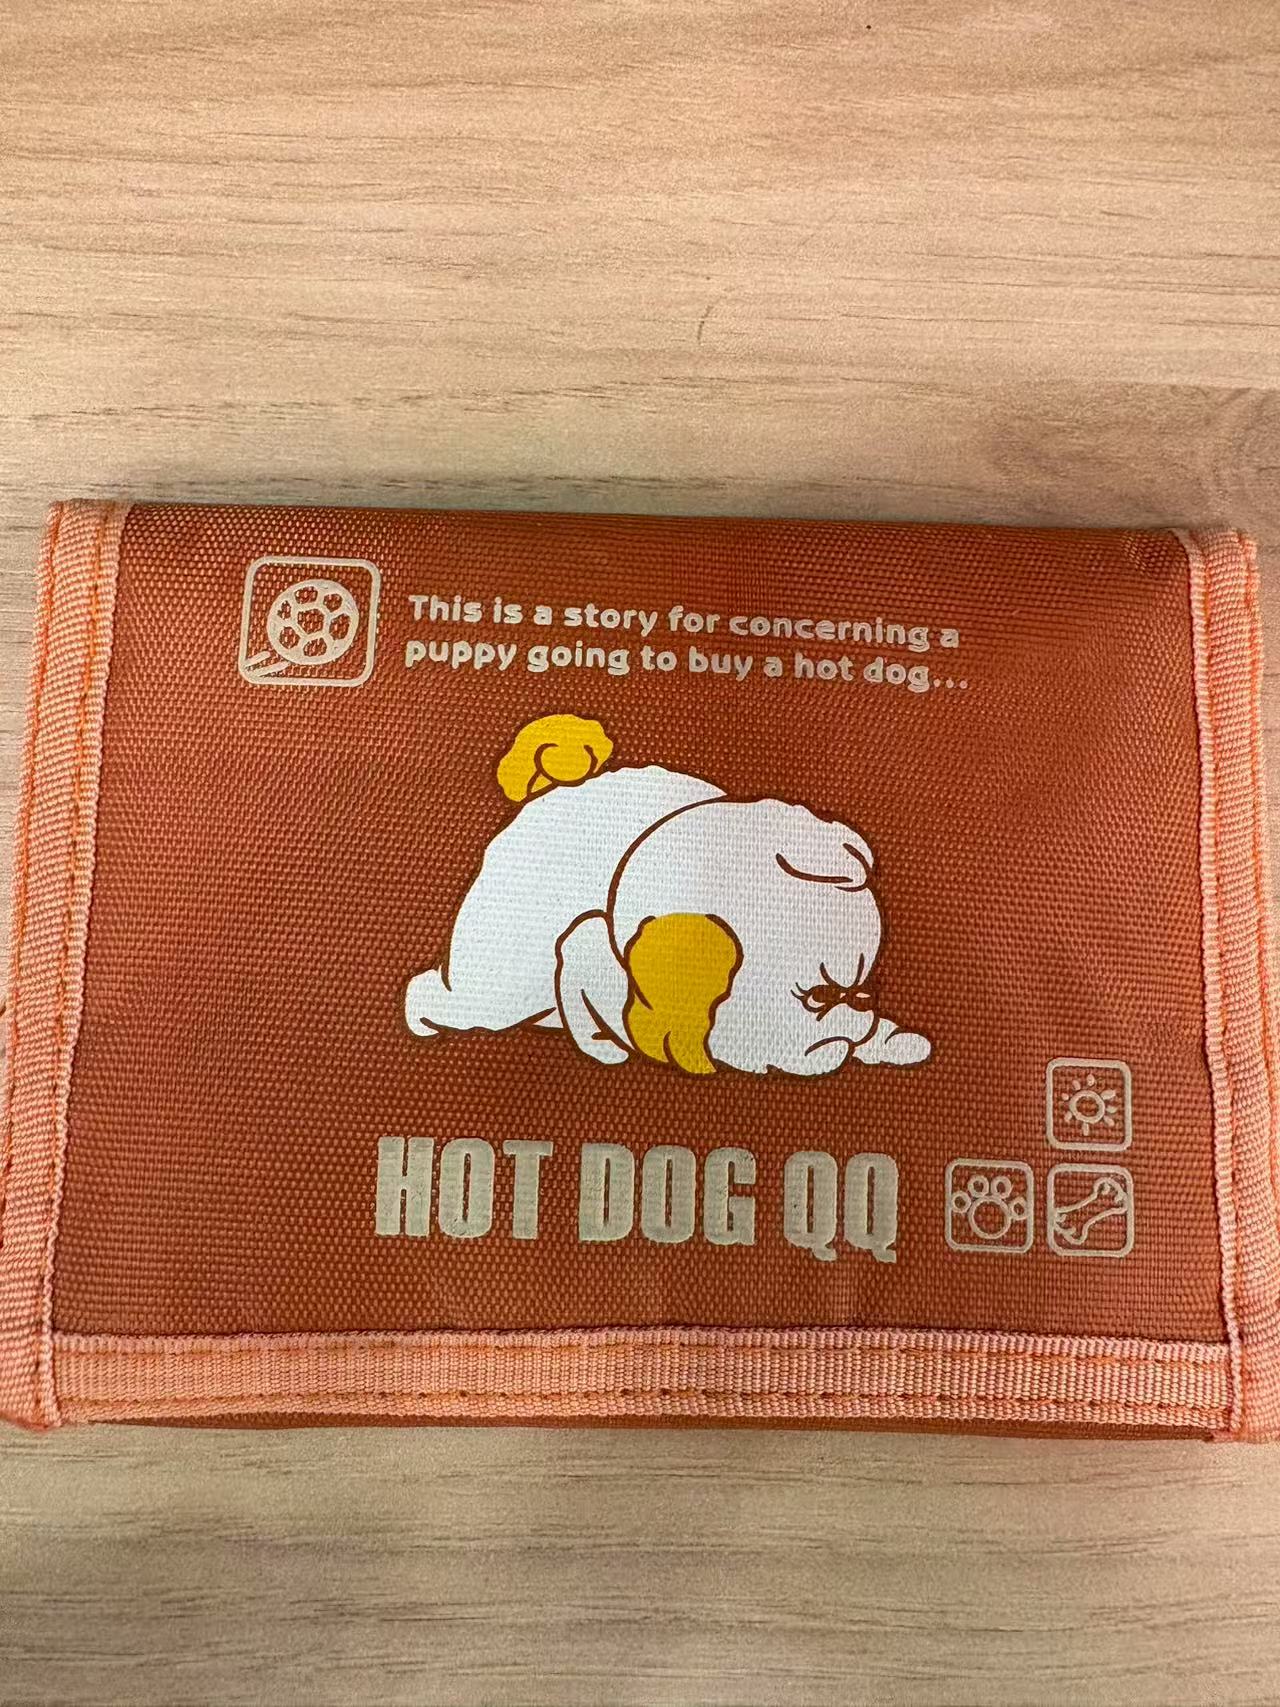 This is a story for concerning a
puppy going to buy a hot dog...
HOT DOG QQ